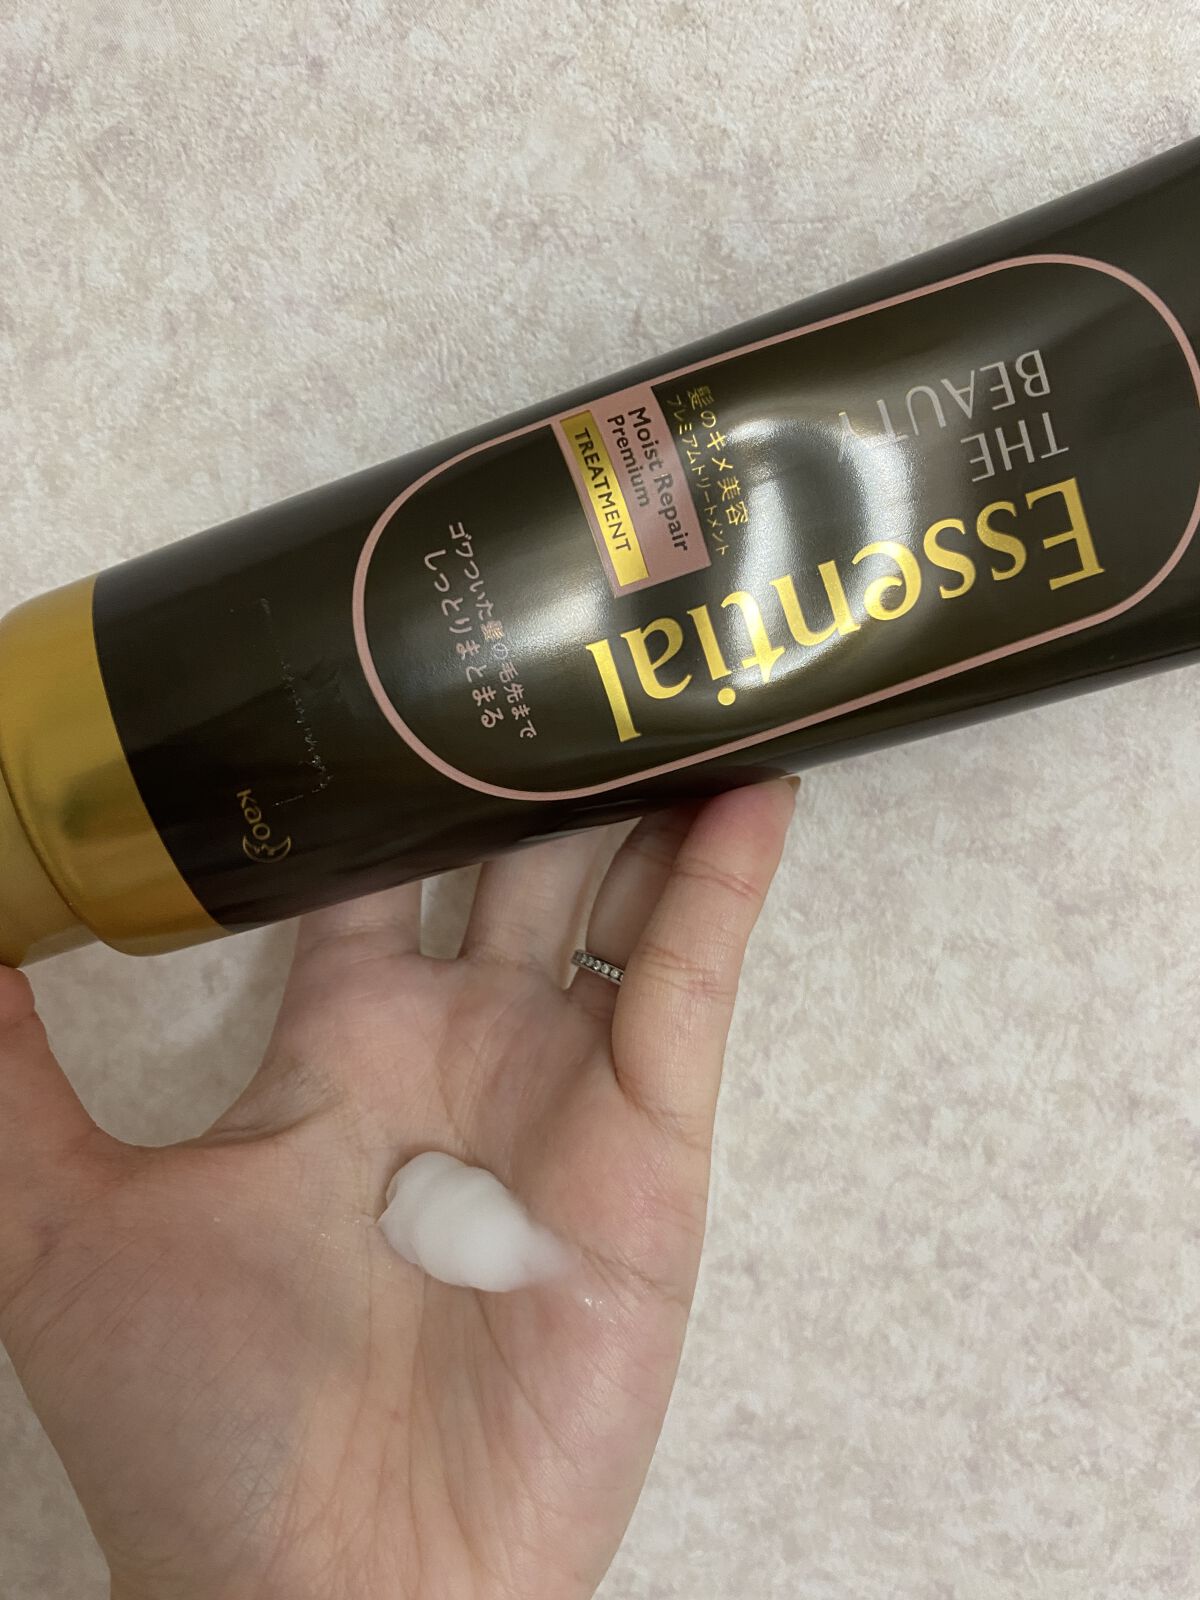 Essential
THE
BEAUTY
髪のキメ美容
プレミアムトリートメント
Moist Repair
Premium
TREATMENT
ゴワついた髪の毛先まで
しっとりまとまる
Kao